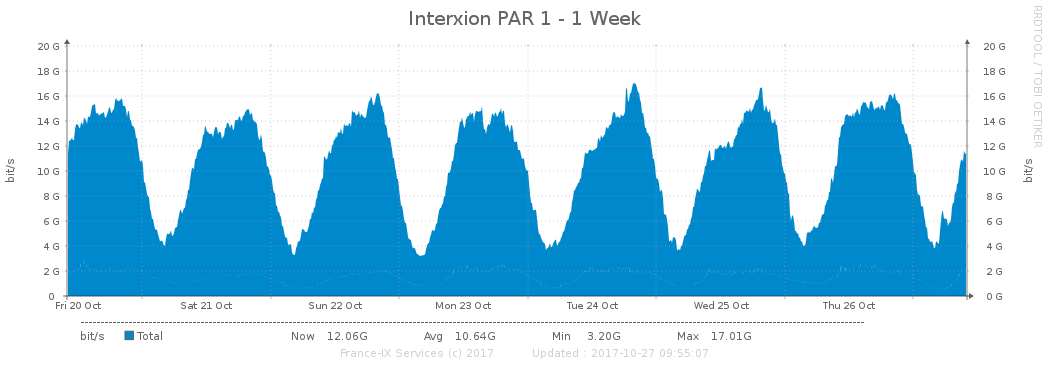 Interxion PAR 1 - 1 Week
RRDTOOL / TOBI OETIKER
bit/s
20 G
18 G
16 G
14 G
12 G
10 G
8 G
6 G
4 G
2 G
0
20 G
18 G
16 G
14 G
12 G
10 G
8 G
6 G
4 G
2 G
0 G
bit/s
Fri 20 Oct Sat 21 Oct Sun 22 Oct Mon 23 Oct Tue 24 Oct Wed 25 Oct Thu 26 Oct
bit/s Total Now 12.06G Avg 10.64G Min 3.20G Max 17.01G
France-IX Services (c) 2017 Updated : 2017-10-27 09:55:07